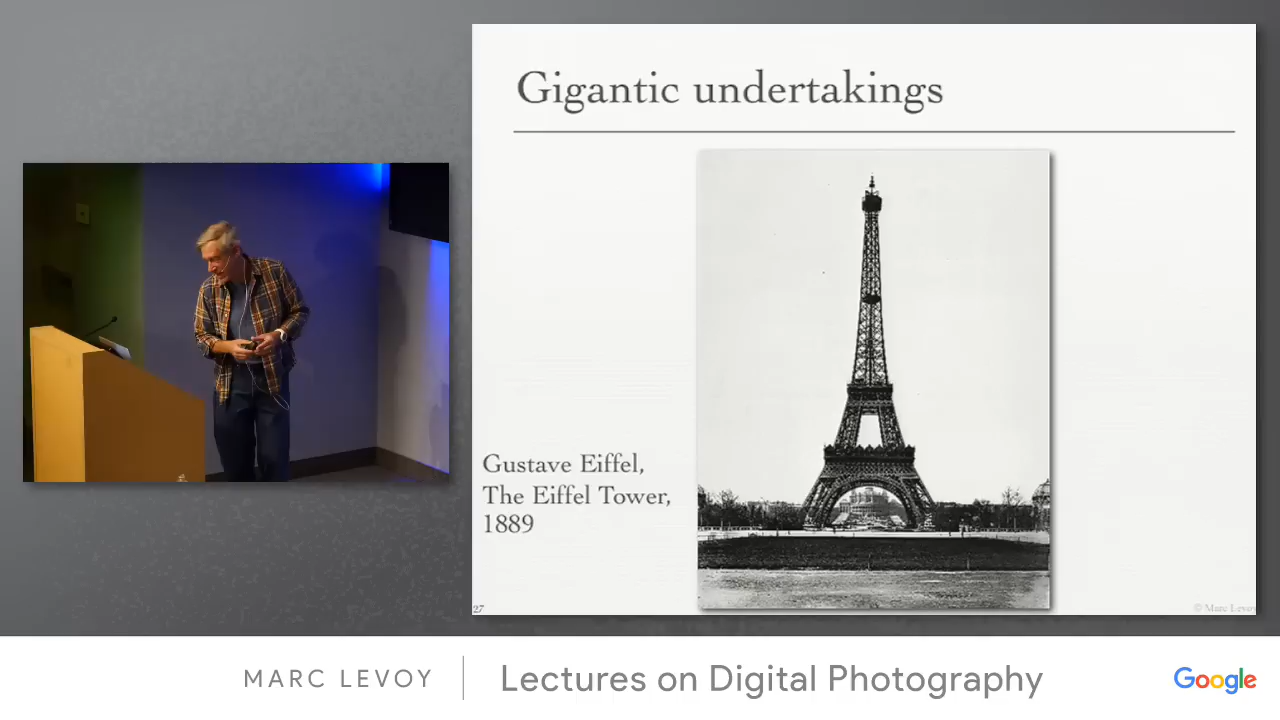 Gigantic undertakings
Gustave Eiffel,
The Eiffel Tower,
1889
27
© Marc Levoy
MARC LEVOY
Lectures on Digital Photography
Google